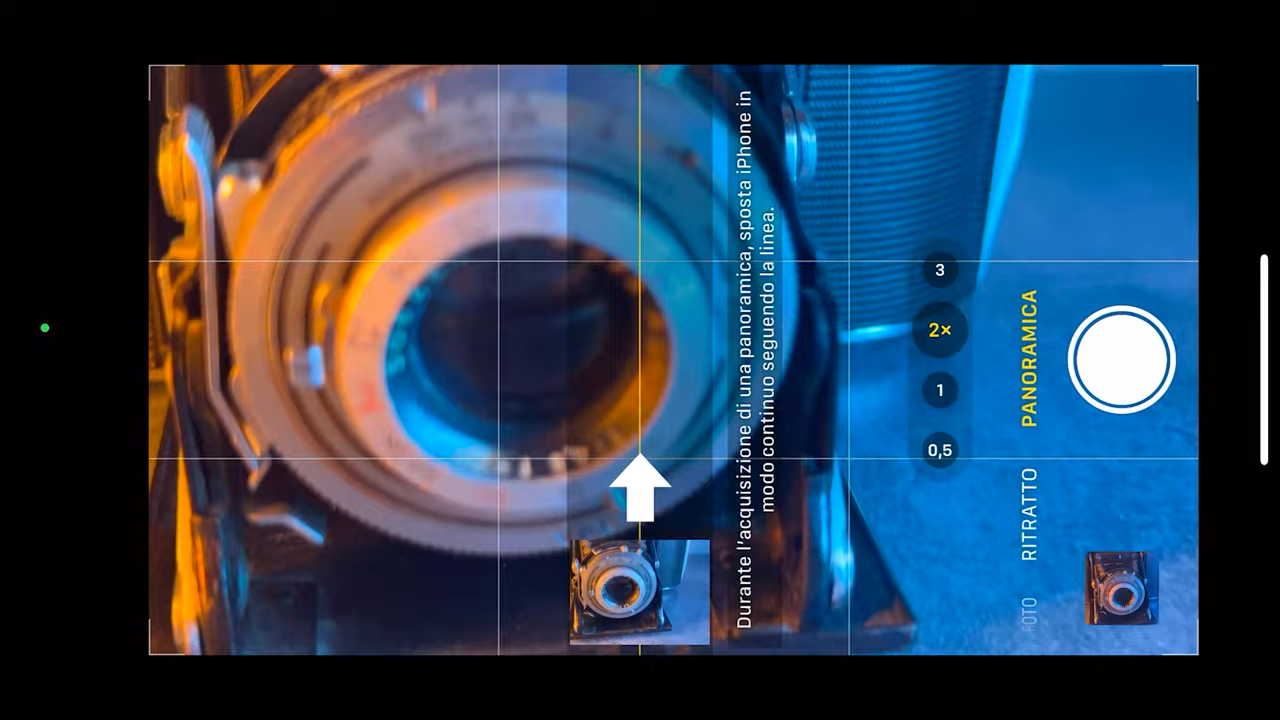 Durante l'acquisizione di una panoramica, sposta iPhone in
modo continuo seguendo la linea.
3
2×
1
0,5
FOTO
RITRATTO
PANORAMICA